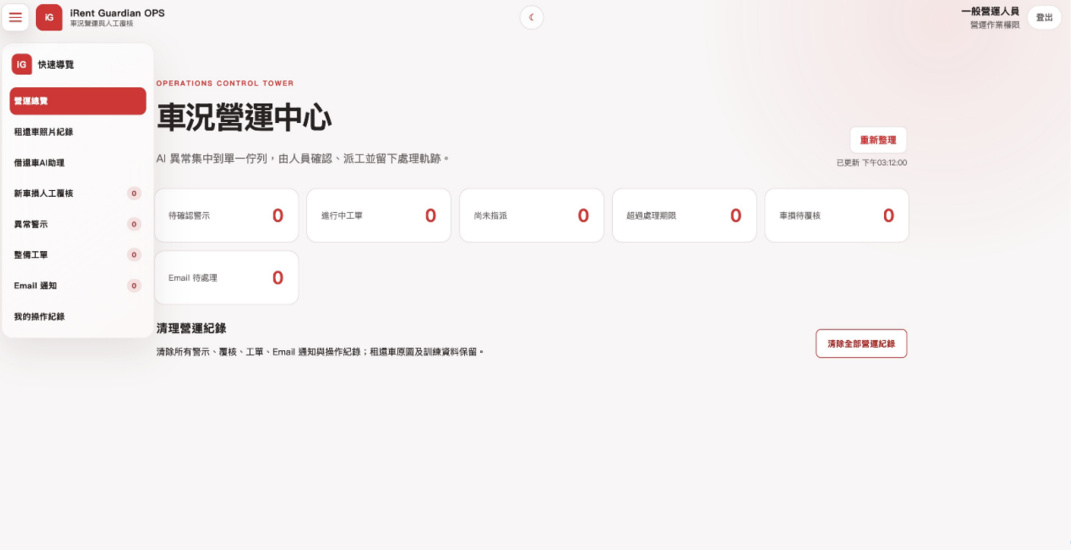 iG
iRent Guardian OPS
車況營運與人工覆核
一般營運人員
營運作業權限
登出
IG 快速導覽
營運總覽
租還車照片紀錄
借還車AI助理
新車損人工覆核 0
異常警示 0
整備工單 0
Email 通知 0
我的操作紀錄
OPERATIONS CONTROL TOWER
車況營運中心
AI 異常集中到單一佇列，由人員確認、派工並留下處理軌跡。
重新整理
已更新 下午03:12:00
待確認警示 0
進行中工單 0
尚未指派 0
超過處理期限 0
車損待覆核 0
Email 待處理 0
清理營運紀錄
清除所有警示、覆核、工單、Email 通知與操作紀錄；租還車原圖及訓練資料保留。
清除全部營運紀錄